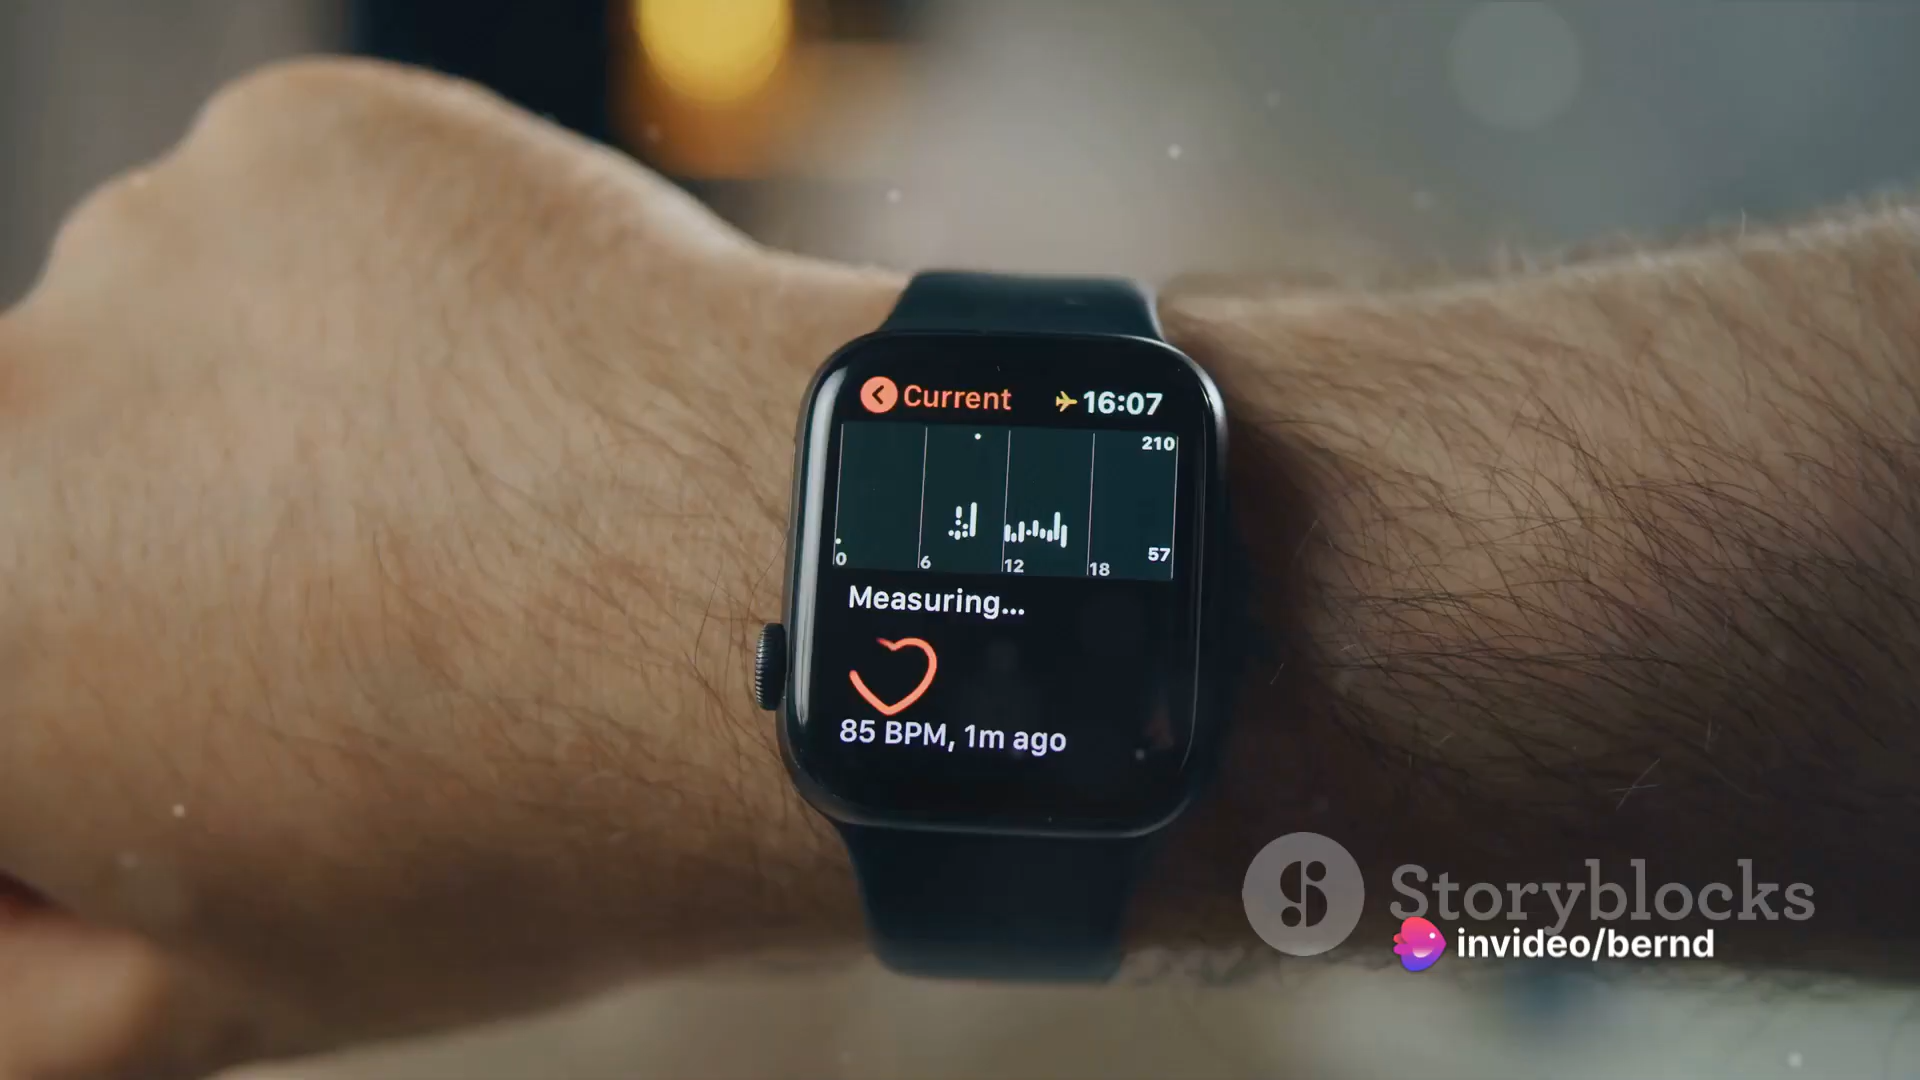 Current 16:07
210
57
0 6 12 18
Measuring...
85 BPM, 1m ago
Storyblocks
invideo/bernd